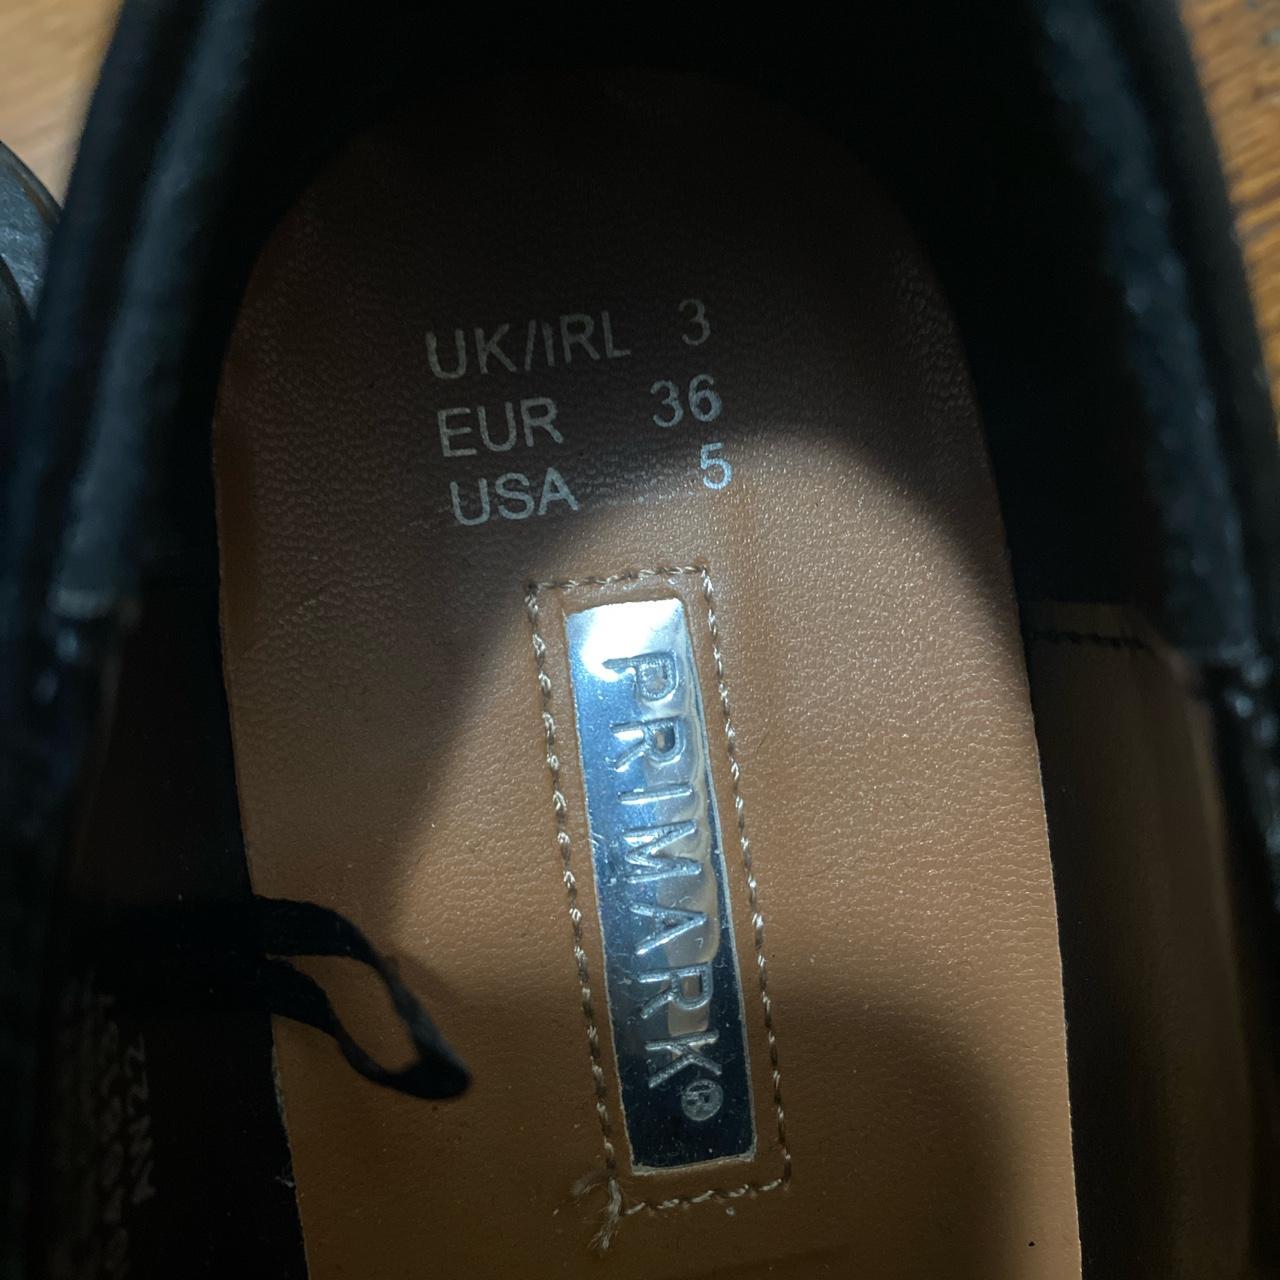 UK/IRL 3
EUR 36
USA 5
PRIMARK®